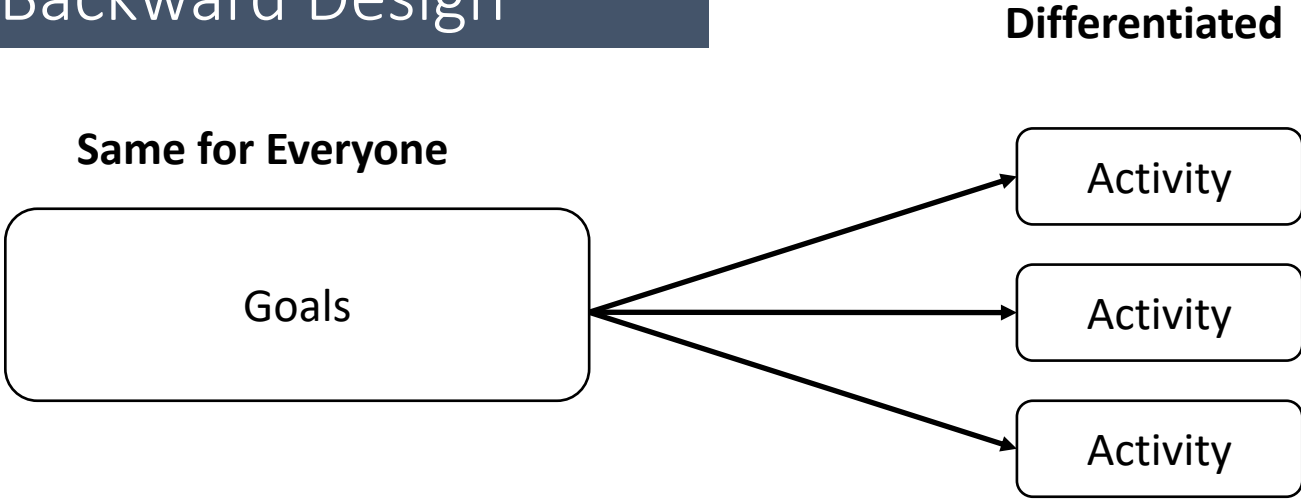 Backward Design
Differentiated
Same for Everyone
Goals
Activity
Activity
Activity